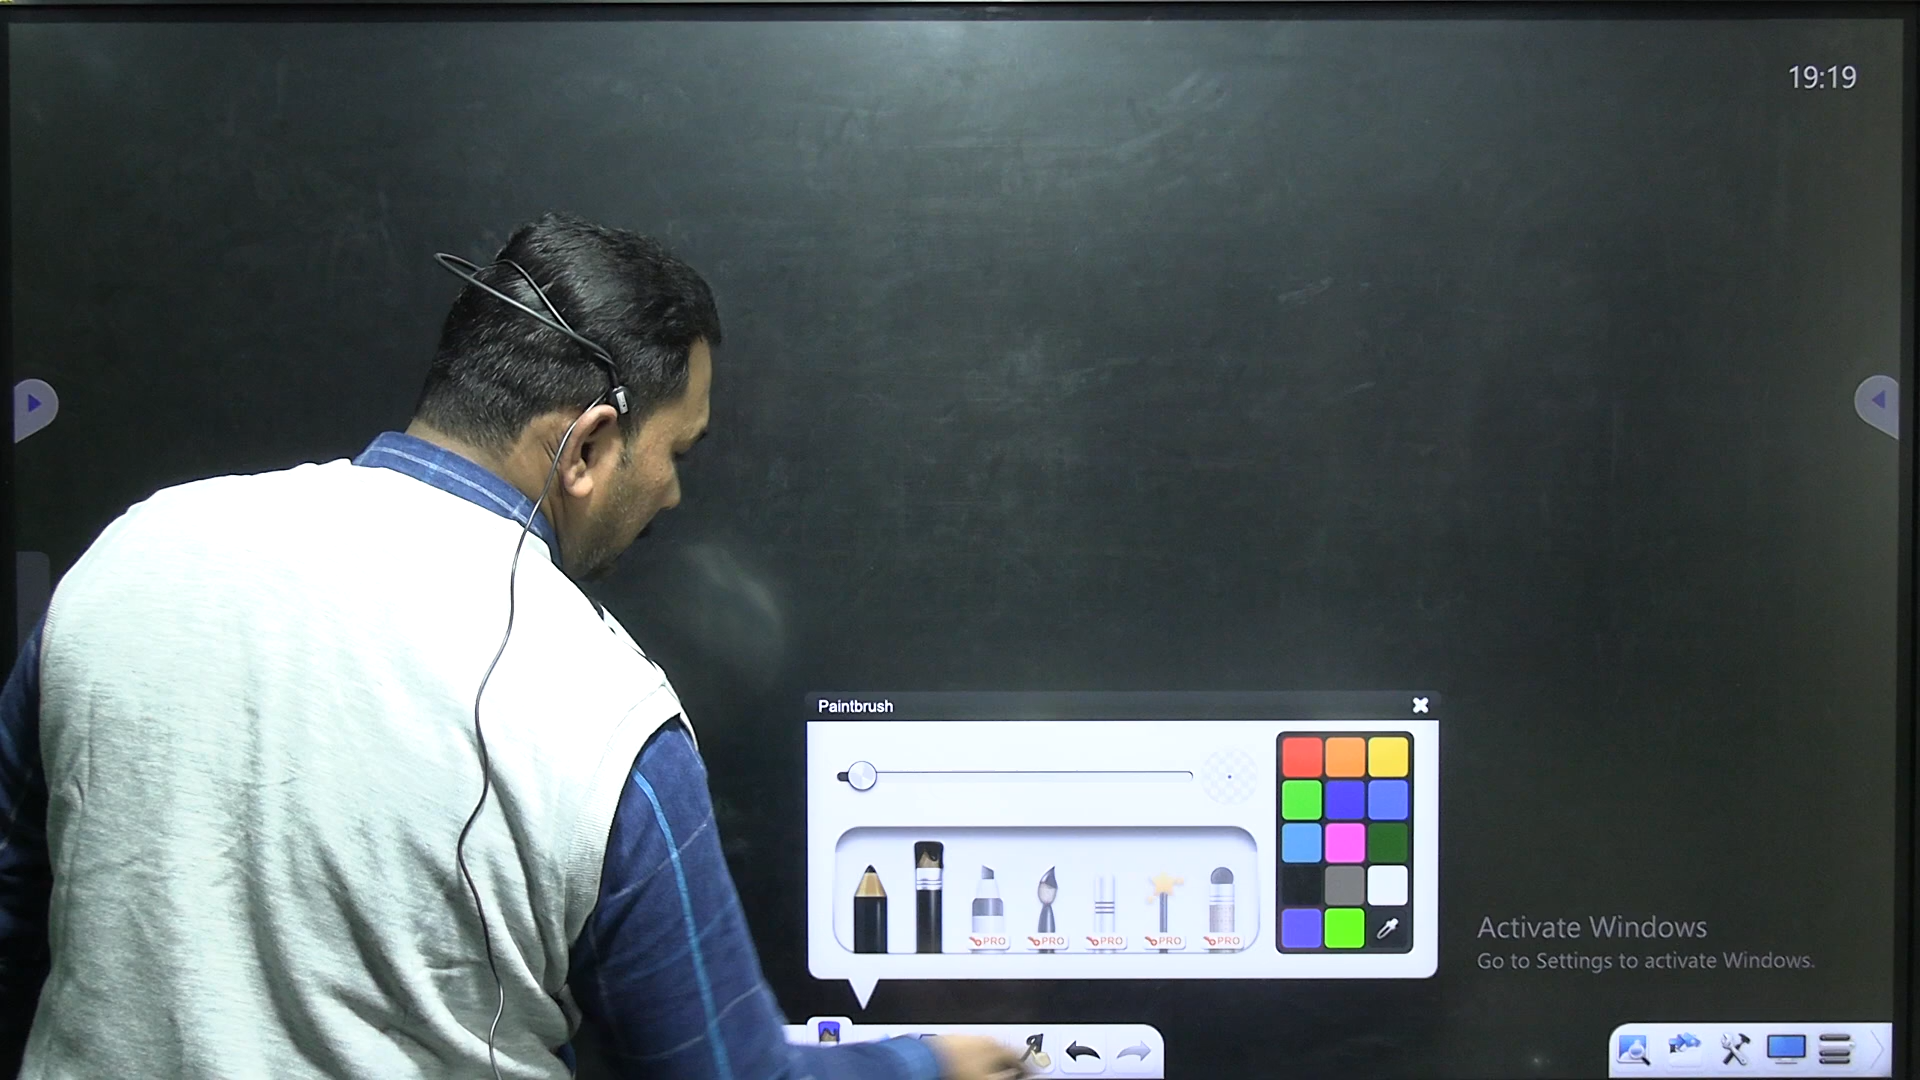 19:19
Paintbrush
PRO PRO PRO PRO PRO
Activate Windows
Go to Settings to activate Windows.